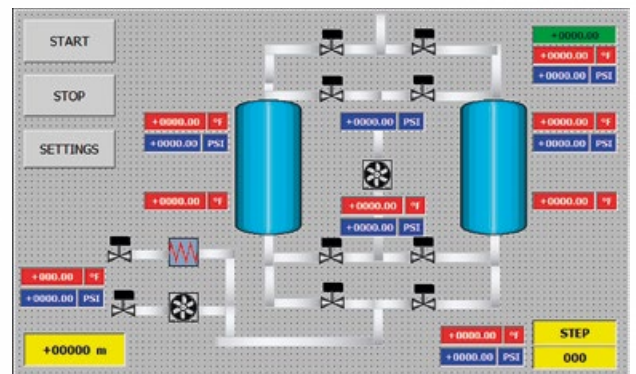 START
STOP
SETTINGS
+0000.00
+0000.00 °F
+0000.00 PSI
+0000.00 °F
+0000.00 PSI
+0000.00 PSI
+0000.00 °F
+0000.00 PSI
+0000.00 °F
+0000.00 °F
+0000.00 PSI
+0000.00 °F
+000.00 °F
+0000.00 PSI
+00000 m
+0000.00 °F
+0000.00 PSI
STEP
000